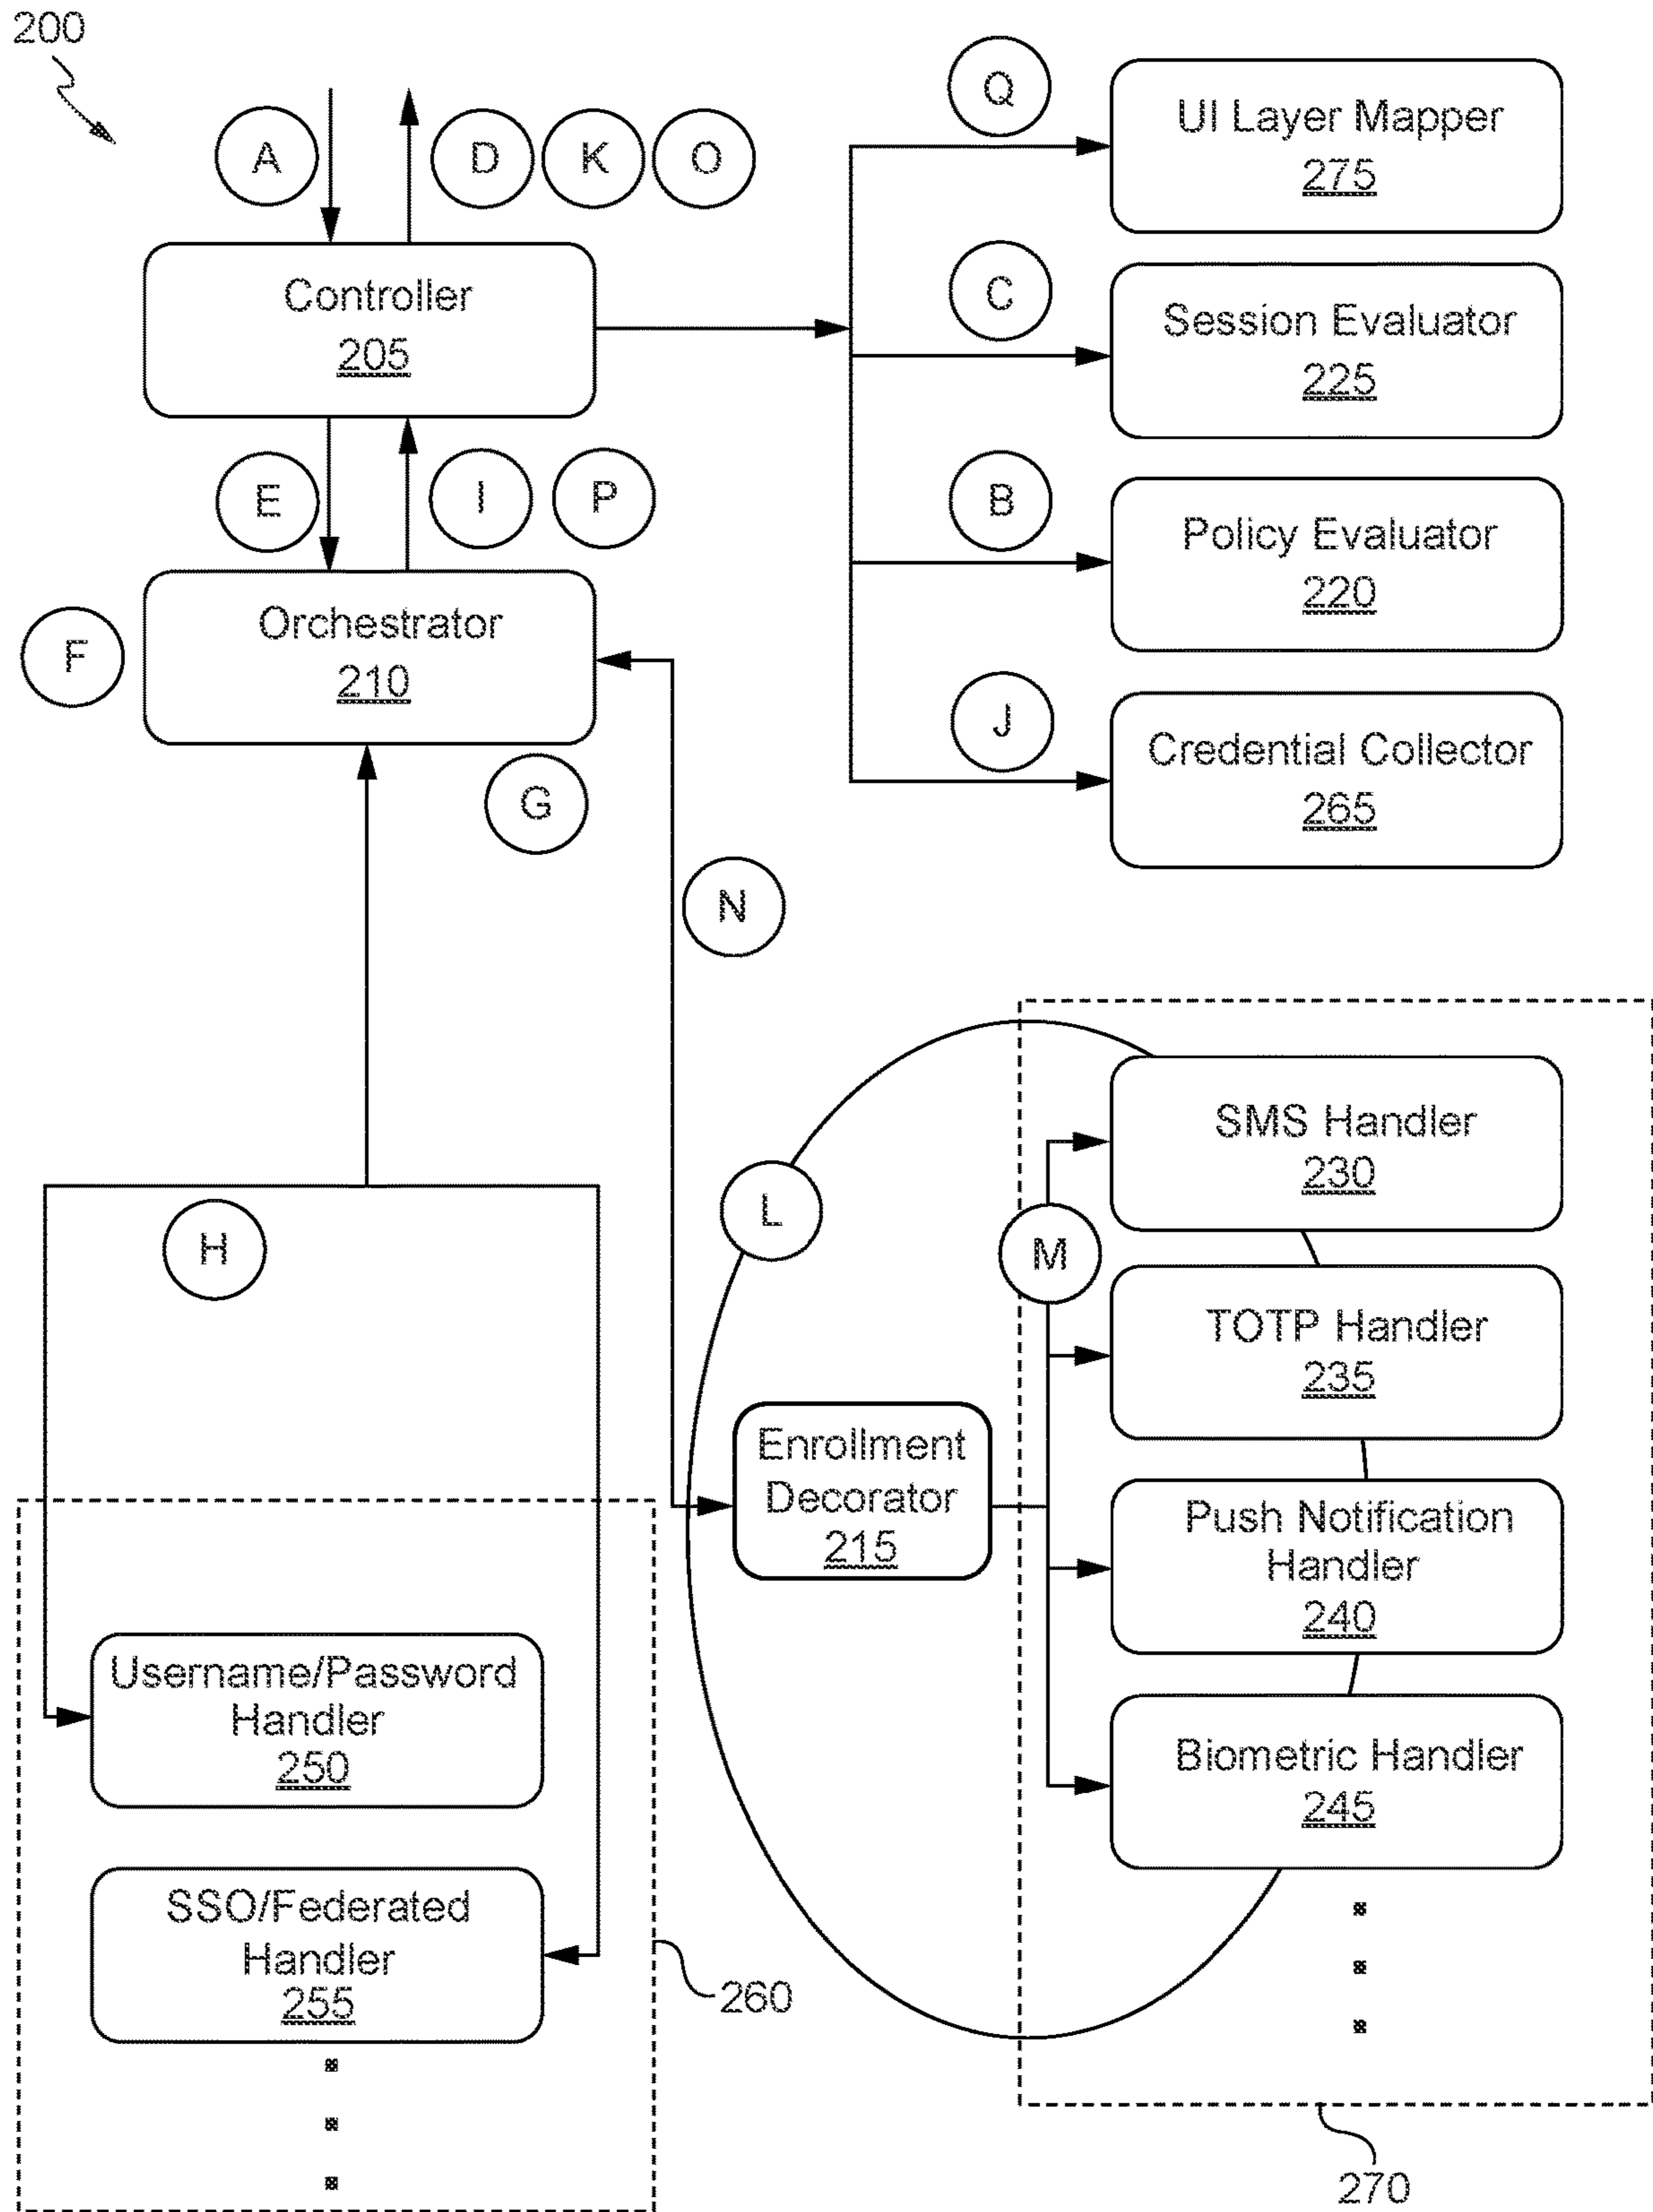 200
A
D
K
O
Q
UI Layer Mapper
275
Controller
205
C
Session Evaluator
225
E
I
P
B
Policy Evaluator
220
F
Orchestrator
210
G
J
Credential Collector
265
N
H
L
M
SMS Handler
230
TOTP Handler
235
Enrollment
Decorator
215
Push Notification
Handler
240
Biometric Handler
245
Username/Password
Handler
250
SSO/Federated
Handler
255
260
270